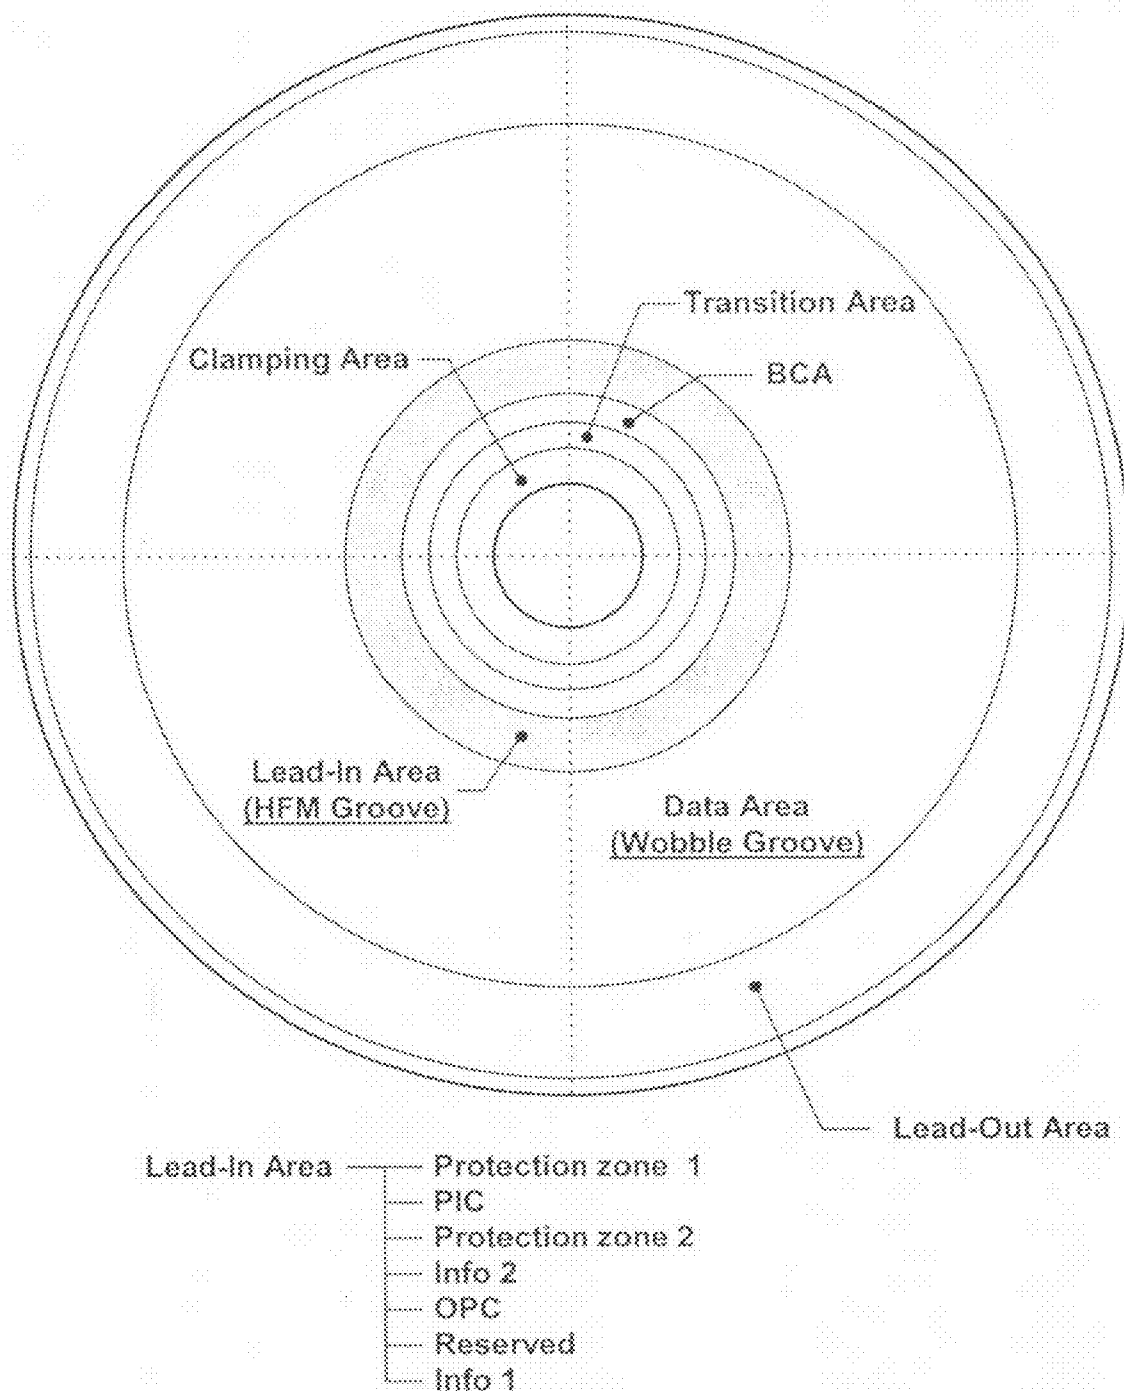 Transition Area
Clamping Area
BCA
Lead-In Area
(HFM Groove)
Data Area
(Wobble Groove)
Lead-Out Area
Lead-In Area
Protection zone 1
PIC
Protection zone 2
Info 2
OPC
Reserved
Info 1